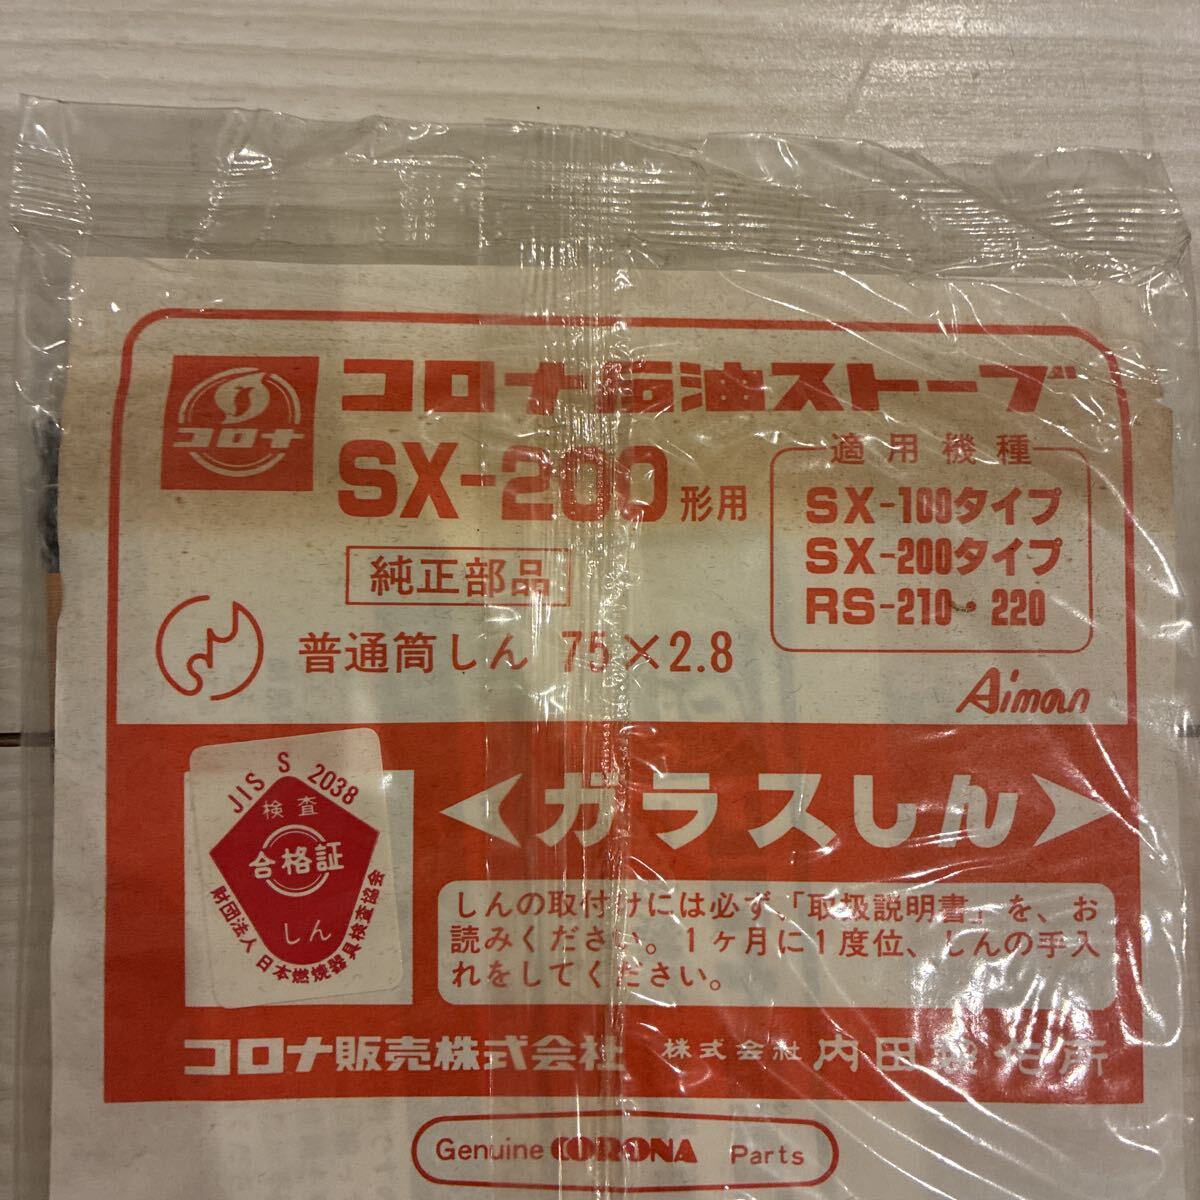 コロナ
コロナ石油ストーブ
SX-200形用
純正部品
普通筒しん 75×2.8
適用機種
SX-100タイプ
SX-200タイプ
RS-210・220
Aiman
JIS S 2038
検査
合格証
しん
財団法人 日本燃焼器具検査協会
ガラスしん
しんの取付けには必ず、「取扱説明書」を、お
読みください。1ヶ月に1度位、しんの手入
れをしてください。
コロナ販売株式会社 株式会社 内田製作所
Genuine CORONA Parts